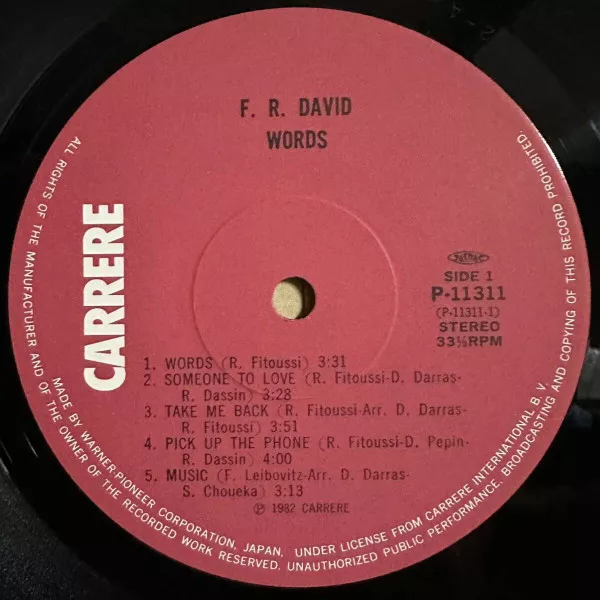 F. R. DAVID
WORDS
CARRERE
SIDE 1
P-11311
(P-11311-1)
STEREO
33⅓RPM
1. WORDS (R. Fitoussi) 3:31
2. SOMEONE TO LOVE (R. Fitoussi-D. Darras-
R. Dassin) 3:28
3. TAKE ME BACK (R. Fitoussi-Arr. D. Darras-
R. Fitoussi) 3:51
4. PICK UP THE PHONE (R. Fitoussi-D. Pepin-
R. Dassin) 4:00
5. MUSIC (F. Leibovitz-Arr. D. Darras-
S. Choueka) 3:13
℗ 1982 CARRERE
ALL RIGHTS OF THE MANUFACTURER AND OF THE OWNER OF THE RECORDED WORK RESERVED. UNAUTHORIZED PUBLIC PERFORMANCE, BROADCASTING AND COPYING OF THIS RECORD PROHIBITED.
MADE BY WARNER-PIONEER CORPORATION, JAPAN, UNDER LICENSE FROM CARRERE INTERNATIONAL B. V.